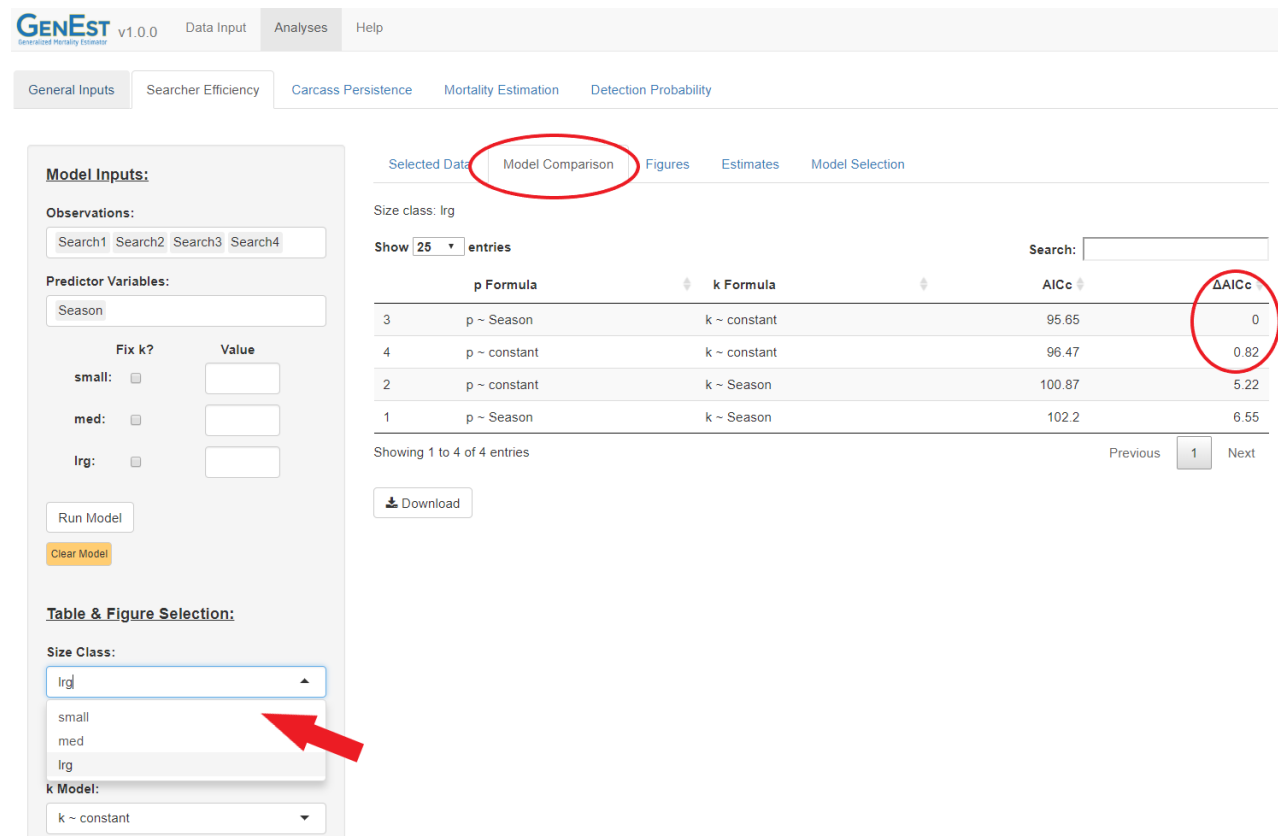 GENEST v1.0.0 Data Input Analyses Help
Generalized Mortality Estimator
General Inputs Searcher Efficiency Carcass Persistence Mortality Estimation Detection Probability
Model Inputs:
Observations:
Search1 Search2 Search3 Search4
Predictor Variables:
Season
Fix k? Value
small:
med:
lrg:
Run Model
Clear Model
Table & Figure Selection:
Size Class:
lrg
small
med
lrg
k Model:
k ~ constant
Selected Data Model Comparison Figures Estimates Model Selection
Size class: lrg
Show 25 entries Search:
p Formula k Formula AICc ΔAICc
3 p ~ Season k ~ constant 95.65 0
4 p ~ constant k ~ constant 96.47 0.82
2 p ~ constant k ~ Season 100.87 5.22
1 p ~ Season k ~ Season 102.2 6.55
Showing 1 to 4 of 4 entries Previous 1 Next
Download